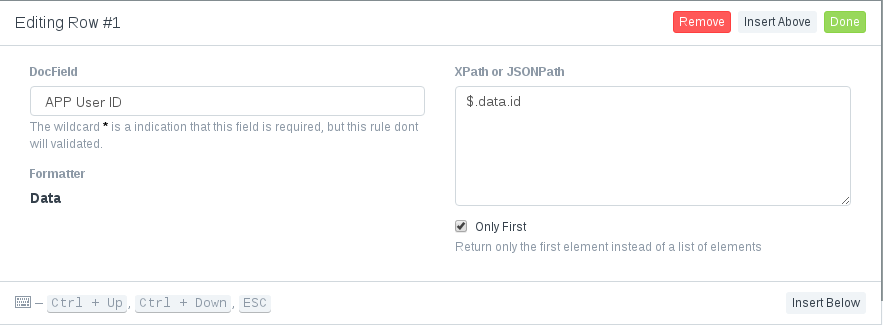 Editing Row #1
Remove
Insert Above
Done
DocField
APP User ID
The wildcard * is a indication that this field is required, but this rule dont
will validated.
Formatter
Data
XPath or JSONPath
$.data.id
Only First
Return only the first element instead of a list of elements
– Ctrl + Up, Ctrl + Down, ESC
Insert Below